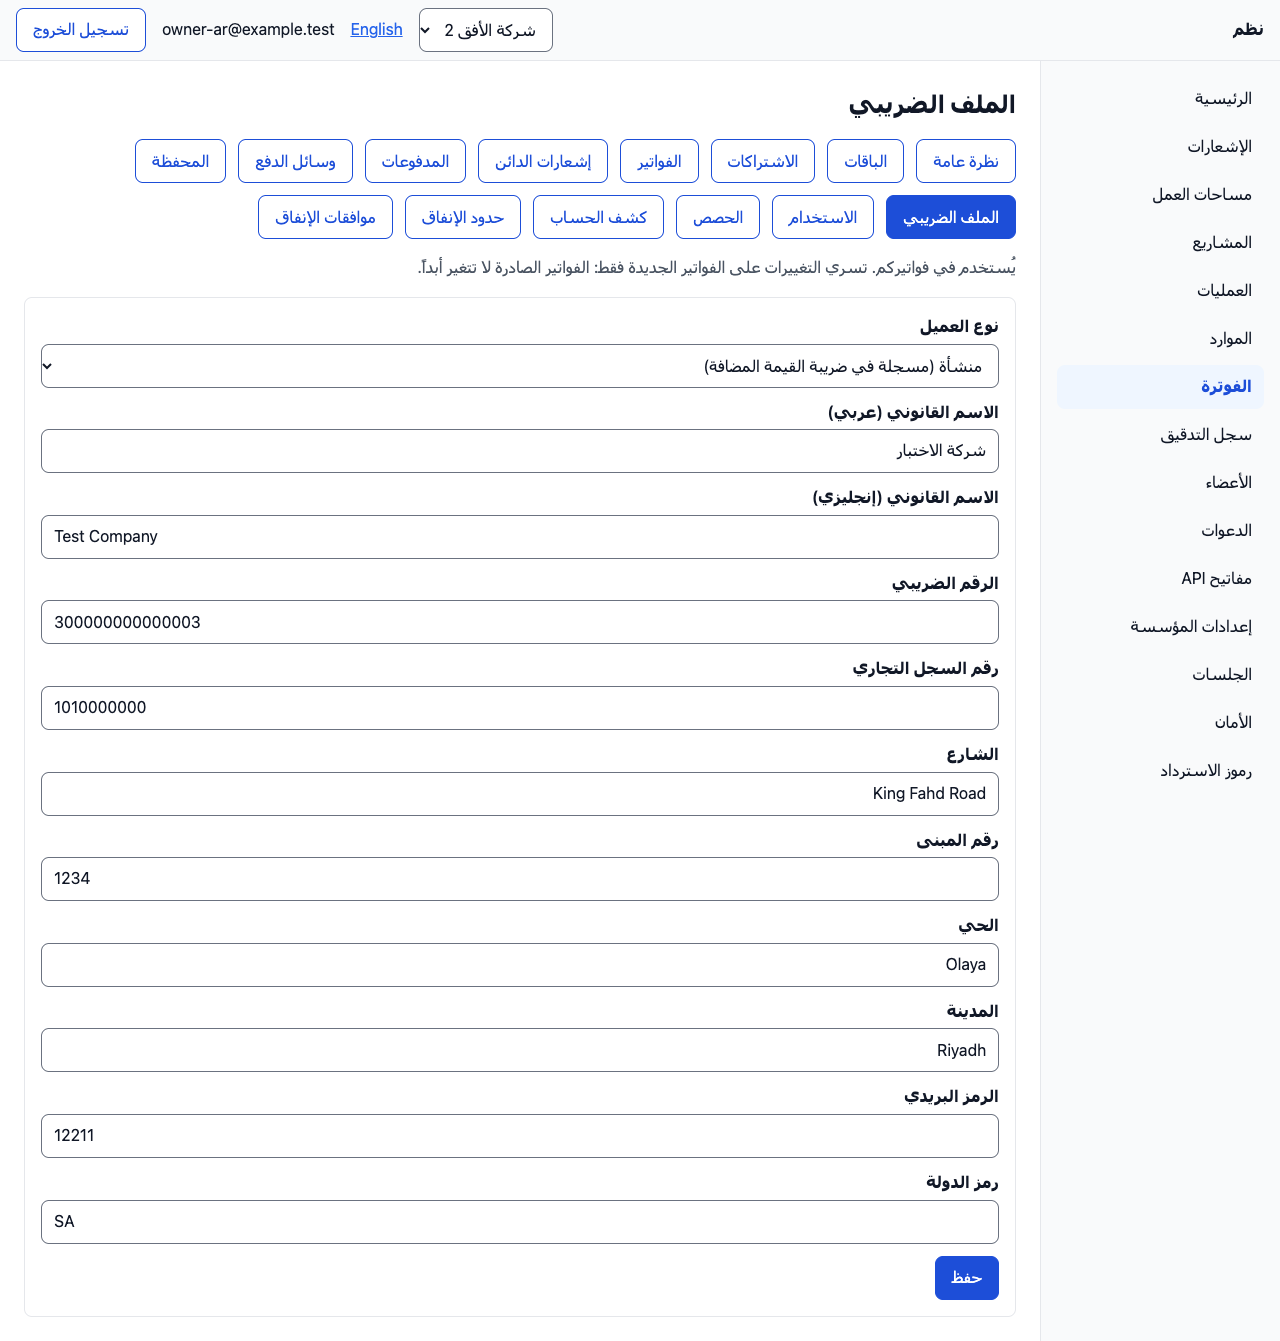 نظم
شركة الأفق 2
English
owner-ar@example.test
تسجيل الخروج
الرئيسية
الإشعارات
مساحات العمل
المشاريع
العمليات
الموارد
الفوترة
سجل التدقيق
الأعضاء
الدعوات
مفاتيح API
إعدادات المؤسسة
الجلسات
الأمان
رموز الاسترداد
الملف الضريبي
نظرة عامة الباقات الاشتراكات الفواتير إشعارات الدائن المدفوعات وسائل الدفع المحفظة
الملف الضريبي الاستخدام الحصص كشف الحساب حدود الإنفاق موافقات الإنفاق
يُستخدم في فواتيركم. تسري التغييرات على الفواتير الجديدة فقط: الفواتير الصادرة لا تتغير أبداً.
نوع العميل
منشأة (مسجلة في ضريبة القيمة المضافة)
الاسم القانوني (عربي)
شركة الاختبار
الاسم القانوني (إنجليزي)
Test Company
الرقم الضريبي
300000000000003
رقم السجل التجاري
1010000000
الشارع
King Fahd Road
رقم المبنى
1234
الحي
Olaya
المدينة
Riyadh
الرمز البريدي
12211
رمز الدولة
SA
حفظ